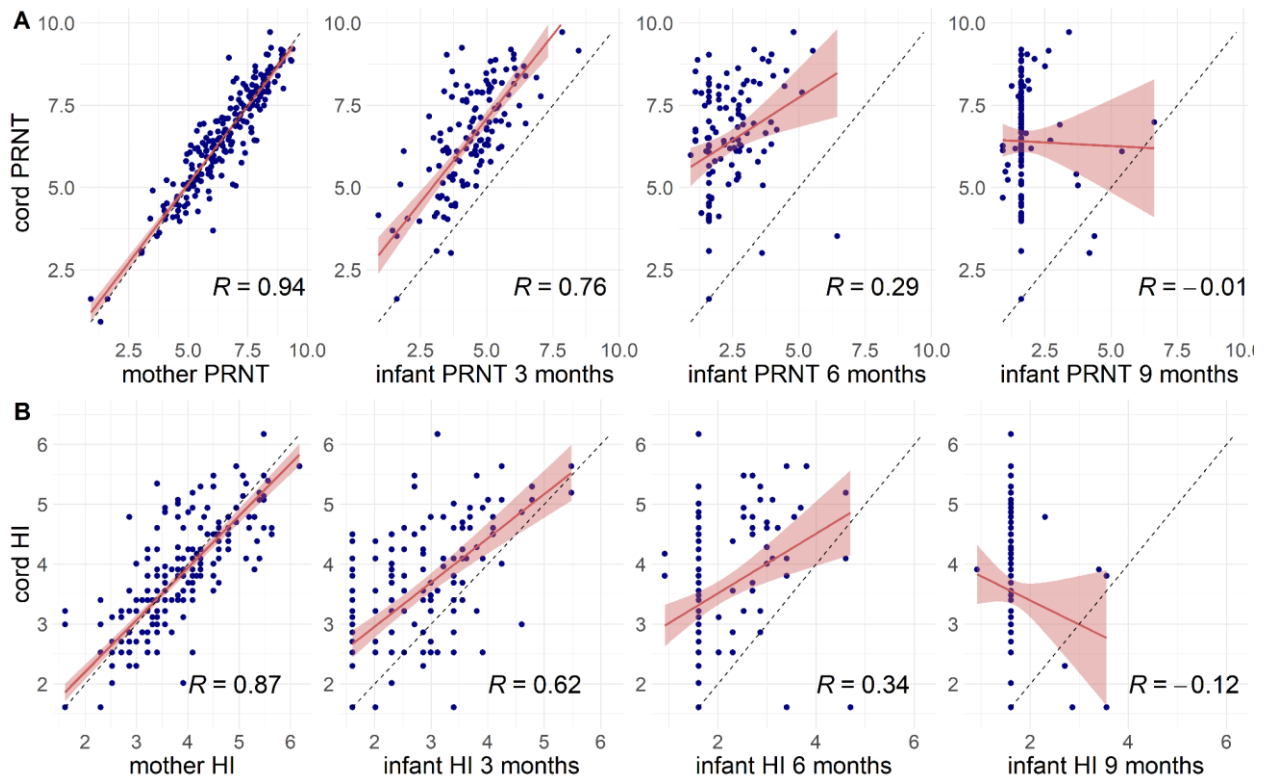 A
cord PRNT
10.0
7.5
5.0
2.5
R = 0.94
2.5 5.0 7.5 10.0
mother PRNT
10.0
7.5
5.0
2.5
R = 0.76
2.5 5.0 7.5 10.0
infant PRNT 3 months
10.0
7.5
5.0
2.5
R = 0.29
2.5 5.0 7.5 10.0
infant PRNT 6 months
10.0
7.5
5.0
2.5
R = −0.01
2.5 5.0 7.5 10.0
infant PRNT 9 months
B
cord HI
6
5
4
3
2
R = 0.87
2 3 4 5 6
mother HI
6
5
4
3
2
R = 0.62
2 3 4 5 6
infant HI 3 months
6
5
4
3
2
R = 0.34
2 4 6
infant HI 6 months
6
5
4
3
2
R = −0.12
2 4 6
infant HI 9 months